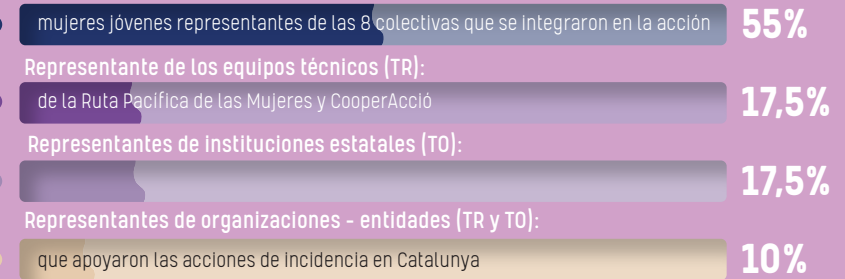 mujeres jóvenes representantes de las 8 colectivas que se integraron en la acción 55%
Representante de los equipos técnicos (TR):
de la Ruta Pacífica de las Mujeres y CooperAcció 17,5%
Representantes de instituciones estatales (TO):
17,5%
Representantes de organizaciones - entidades (TR y TO):
que apoyaron las acciones de incidencia en Catalunya 10%